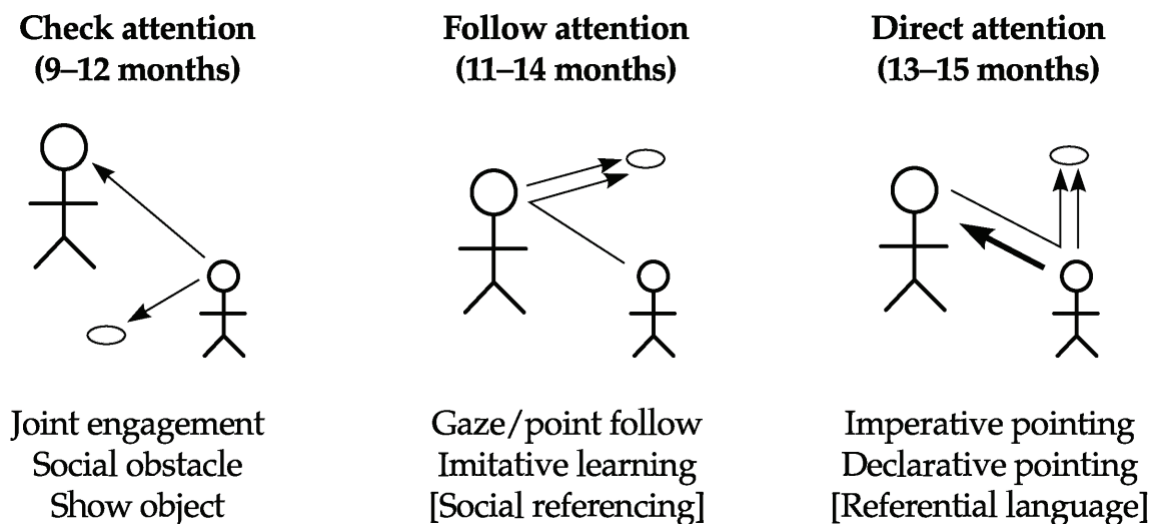 Check attention
(9–12 months)
Follow attention
(11–14 months)
Direct attention
(13–15 months)
Joint engagement
Social obstacle
Show object
Gaze/point follow
Imitative learning
[Social referencing]
Imperative pointing
Declarative pointing
[Referential language]